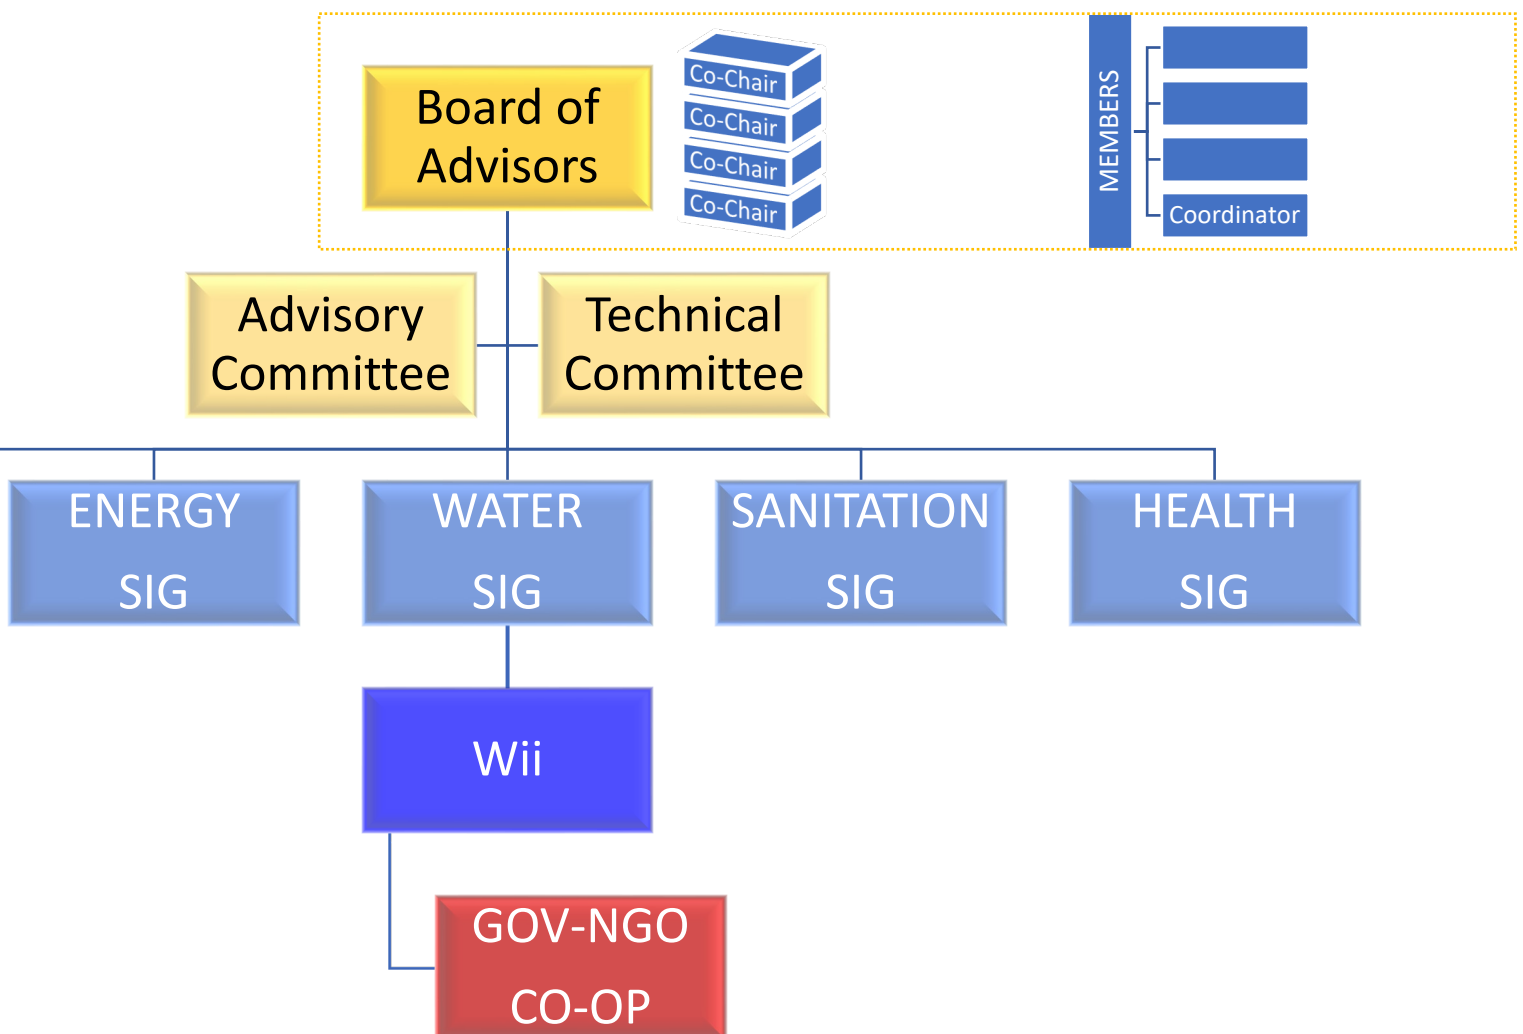 Board of
Advisors
Co-Chair
Co-Chair
Co-Chair
Co-Chair
MEMBERS
Coordinator
Advisory
Committee
Technical
Committee
ENERGY
SIG
WATER
SIG
SANITATION
SIG
HEALTH
SIG
Wii
GOV-NGO
CO-OP